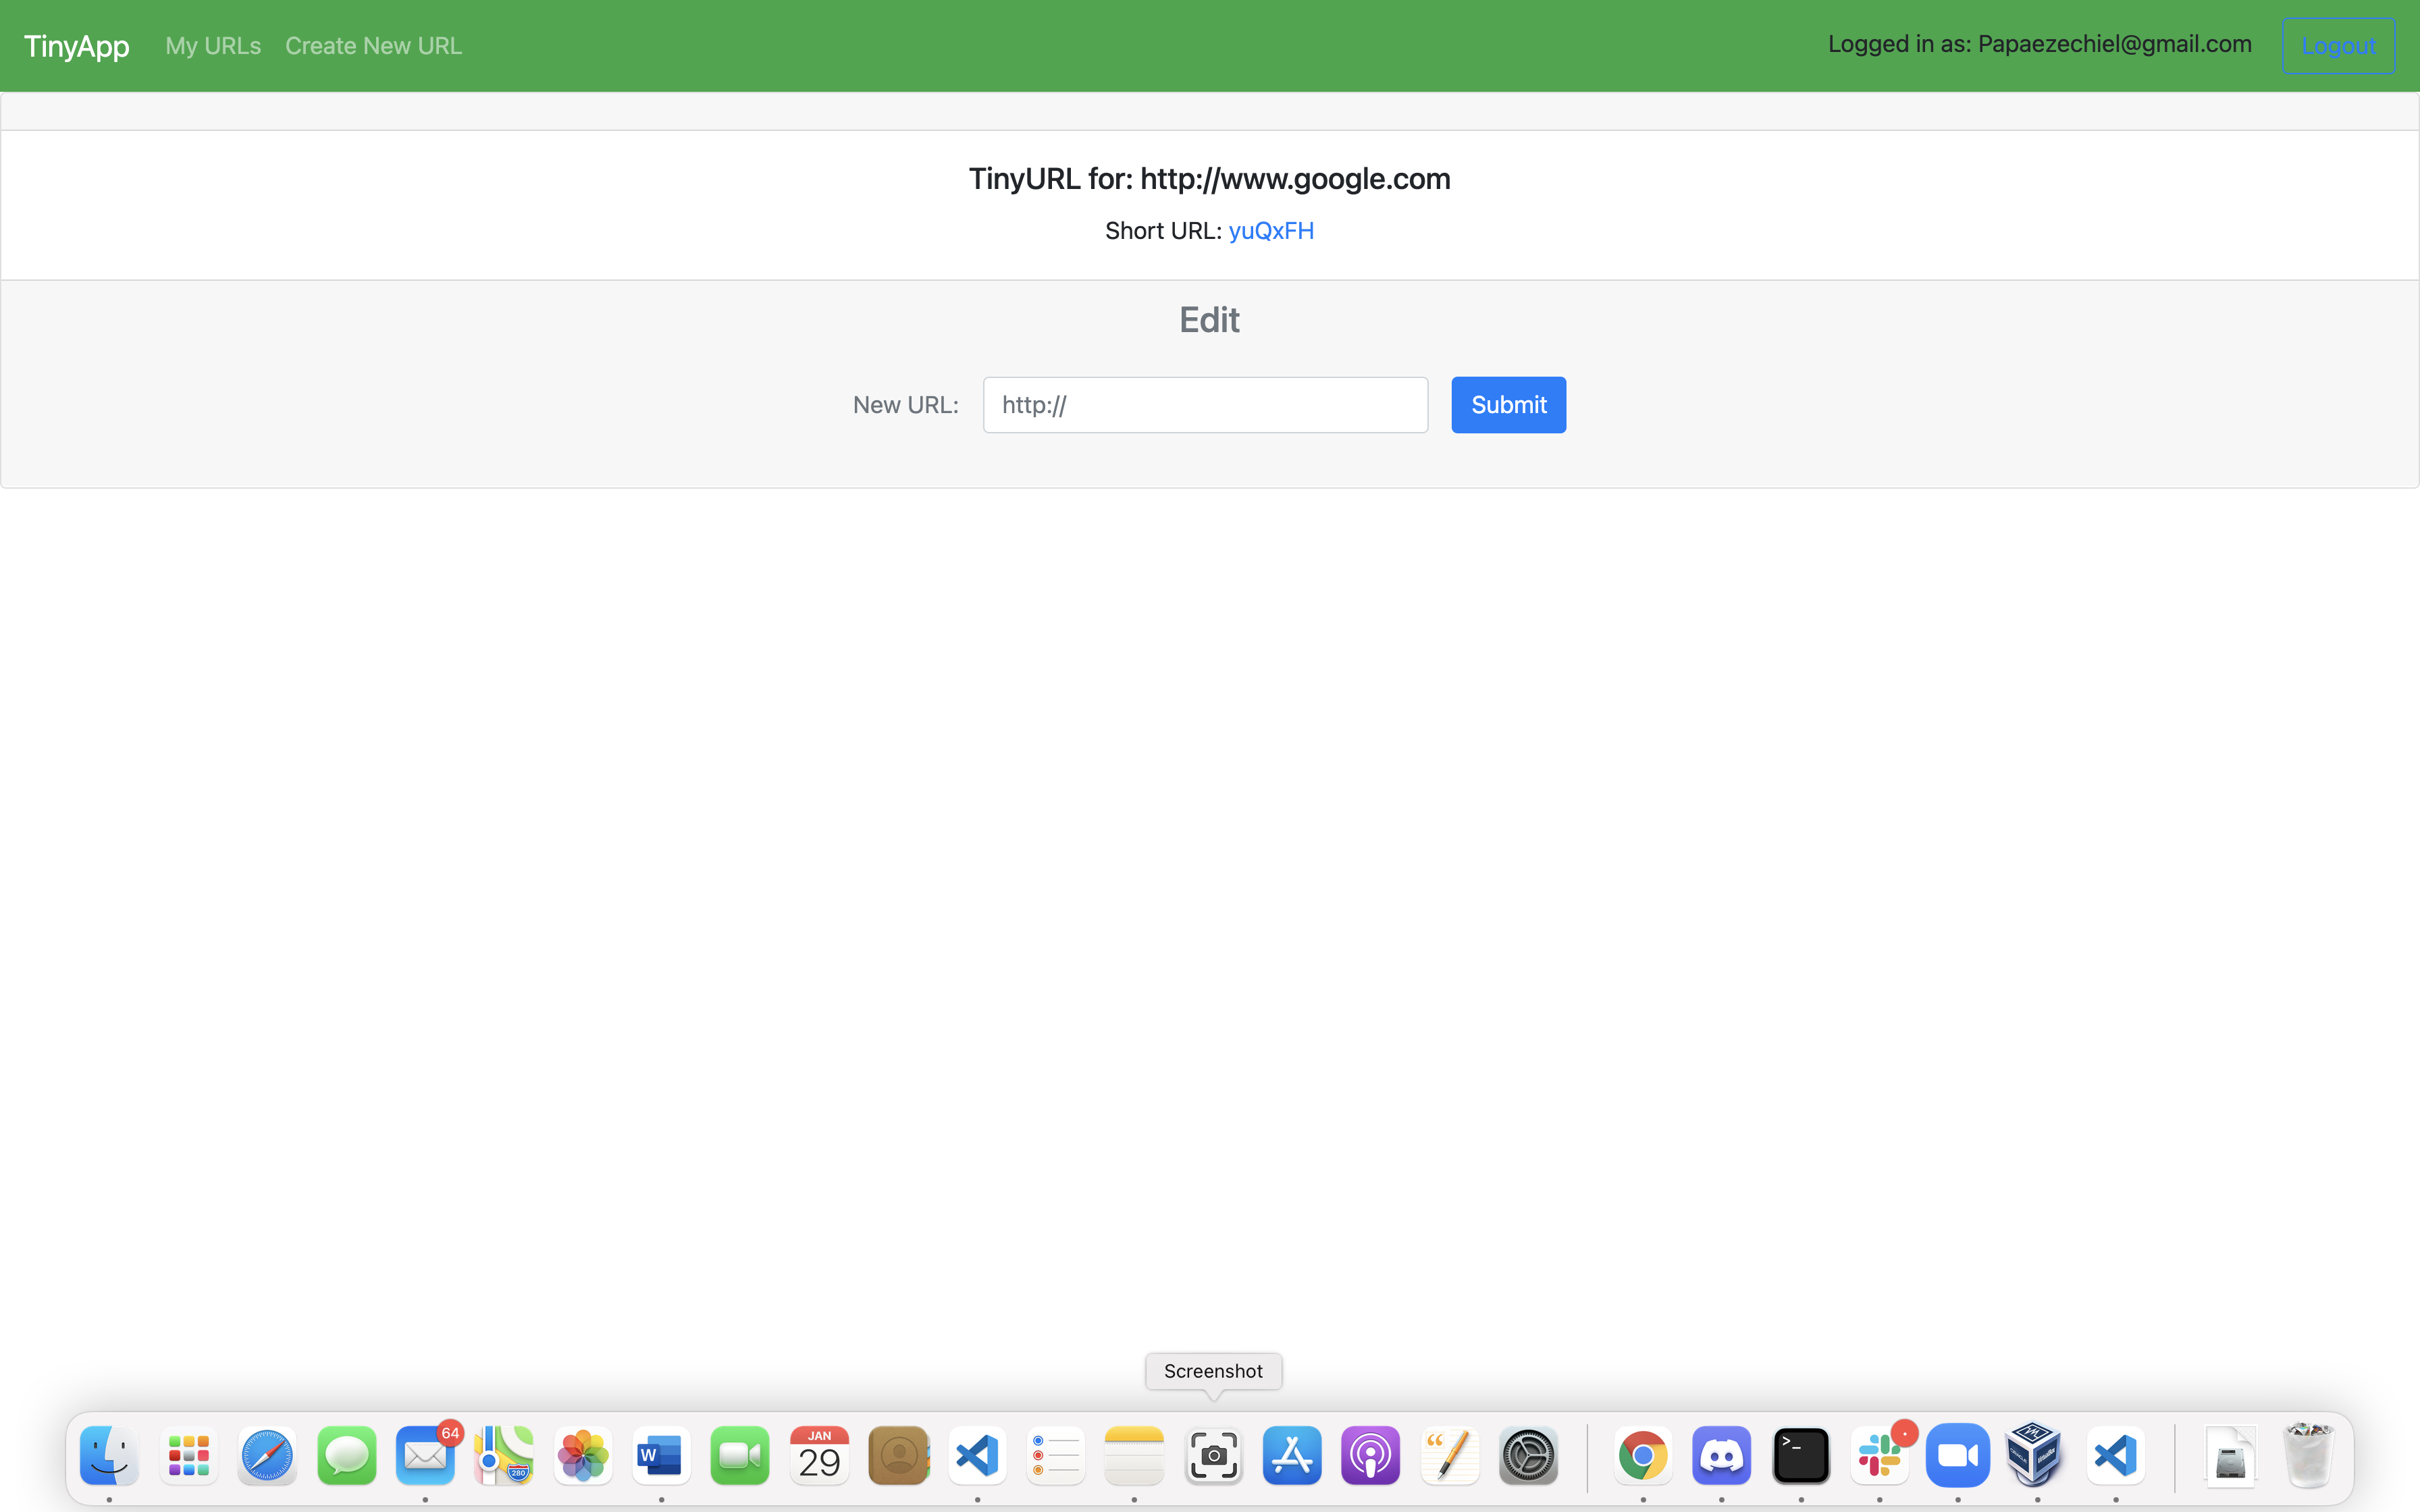 TinyApp My URLs Create New URL Logged in as: Papaezechiel@gmail.com Logout
TinyURL for: http://www.google.com
Short URL: yuQxFH
Edit
New URL: http:// Submit
Screenshot
64
280
W
JAN
29
>_